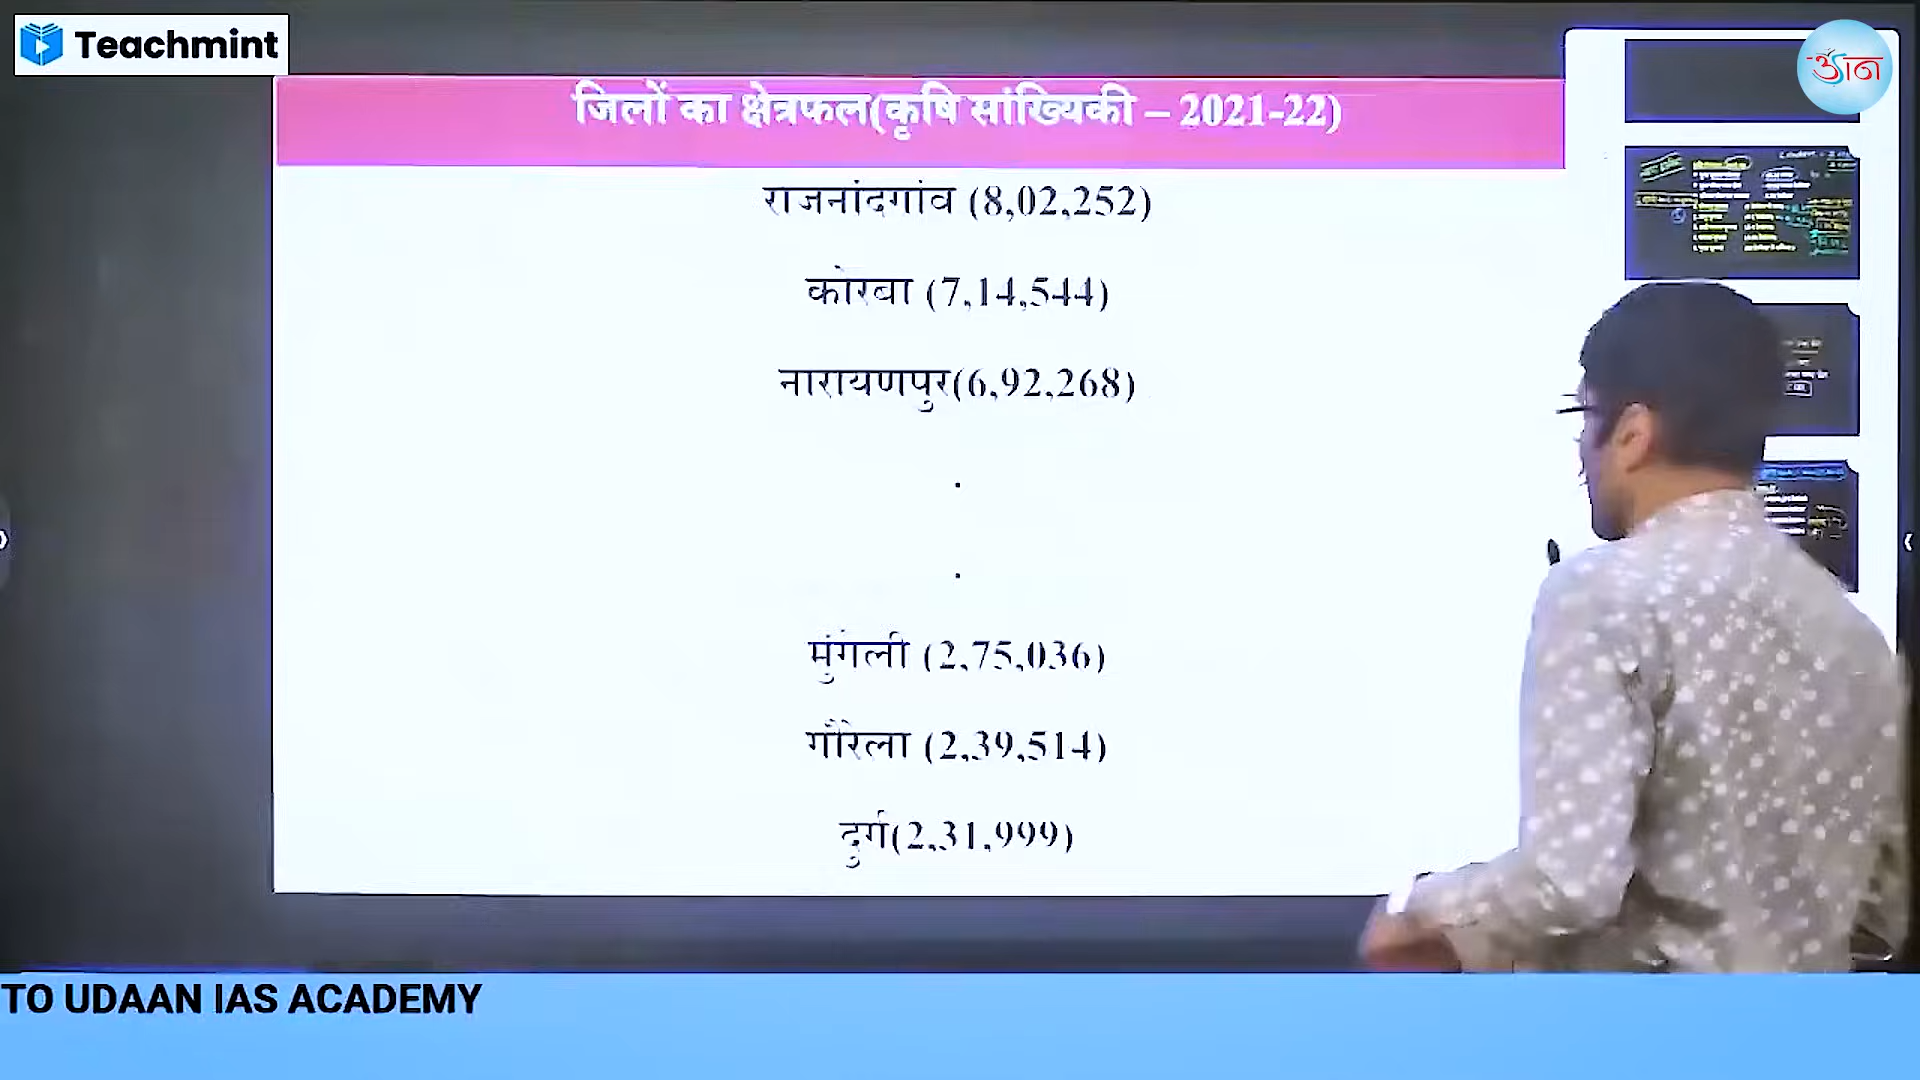 Teachmint
उड़ान
जिलों का क्षेत्रफल(कृषि सांख्यिकी – 2021-22)
राजनांदगांव (8,02,252)
कोरबा (7,14,544)
नारायणपुर(6,92,268)
.
.
मुंगेली (2,75,036)
गौरेला (2,39,514)
दुर्ग(2,31,999)
TO UDAAN IAS ACADEMY